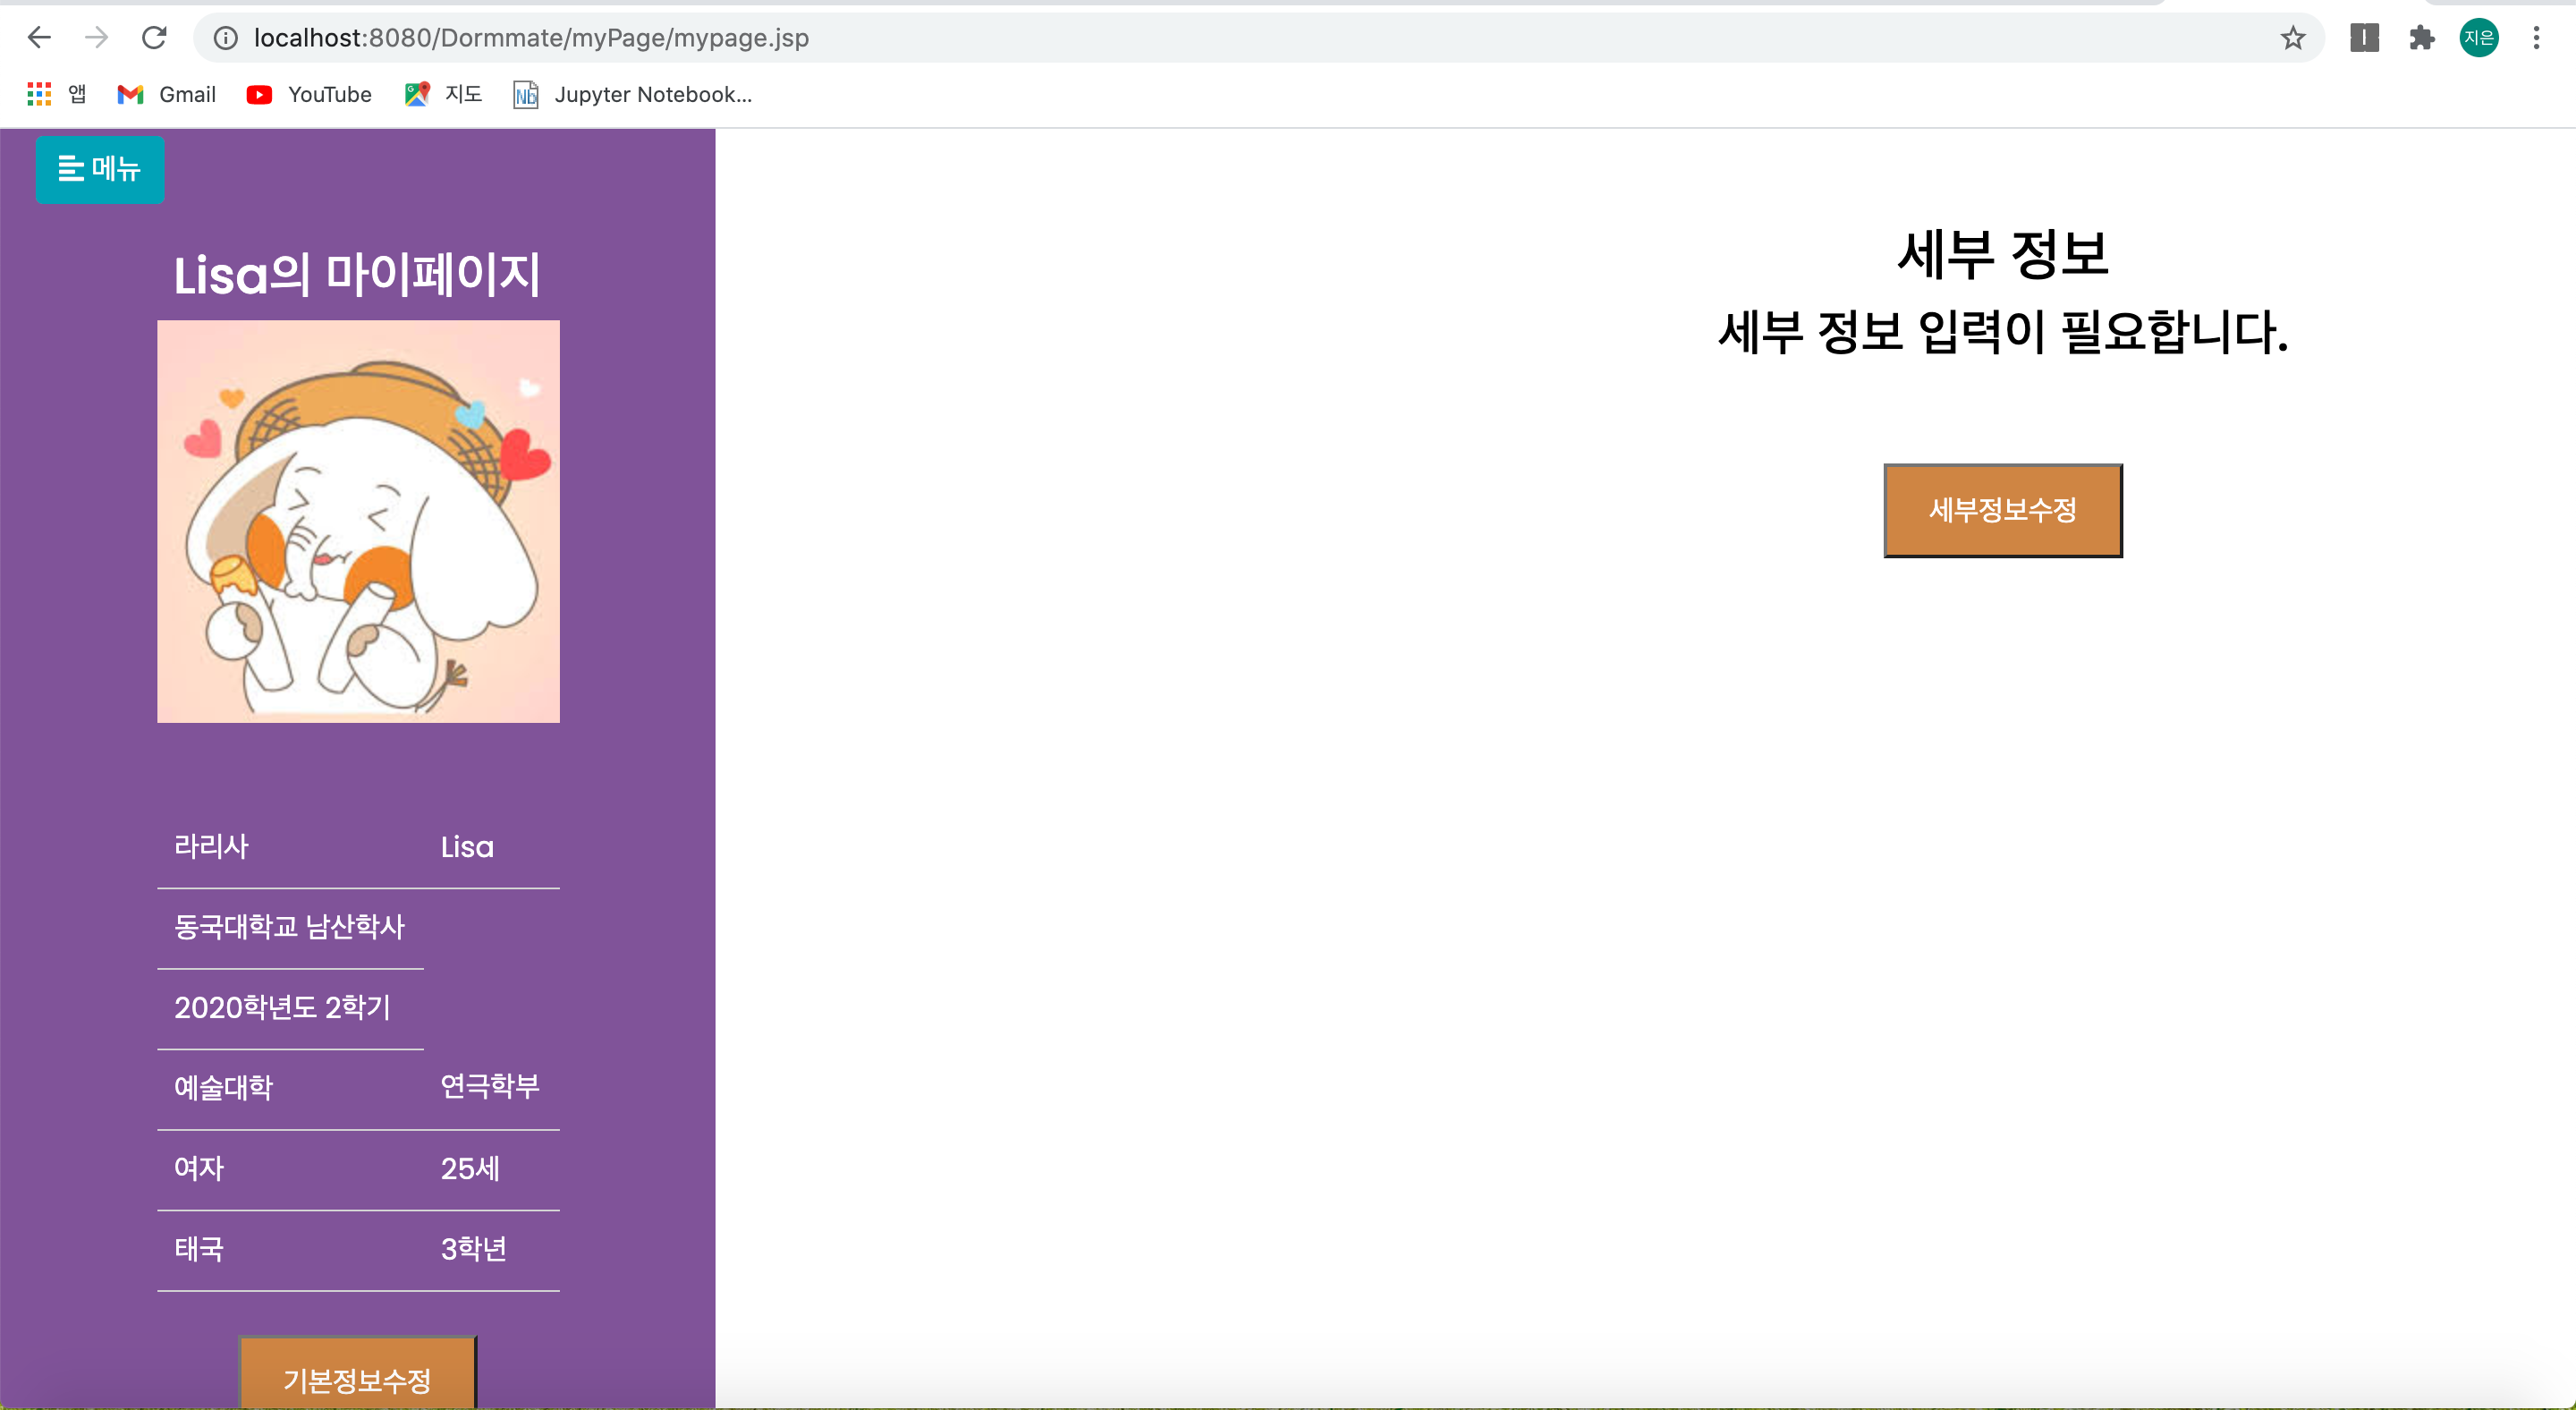 localhost:8080/Dormmate/myPage/mypage.jsp
지은
앱 Gmail YouTube 지도 Jupyter Notebook...
메뉴
Lisa의 마이페이지
라리사 Lisa
동국대학교 남산학사
2020학년도 2학기
예술대학 연극학부
여자 25세
태국 3학년
기본정보수정
세부 정보
세부 정보 입력이 필요합니다.
세부정보수정